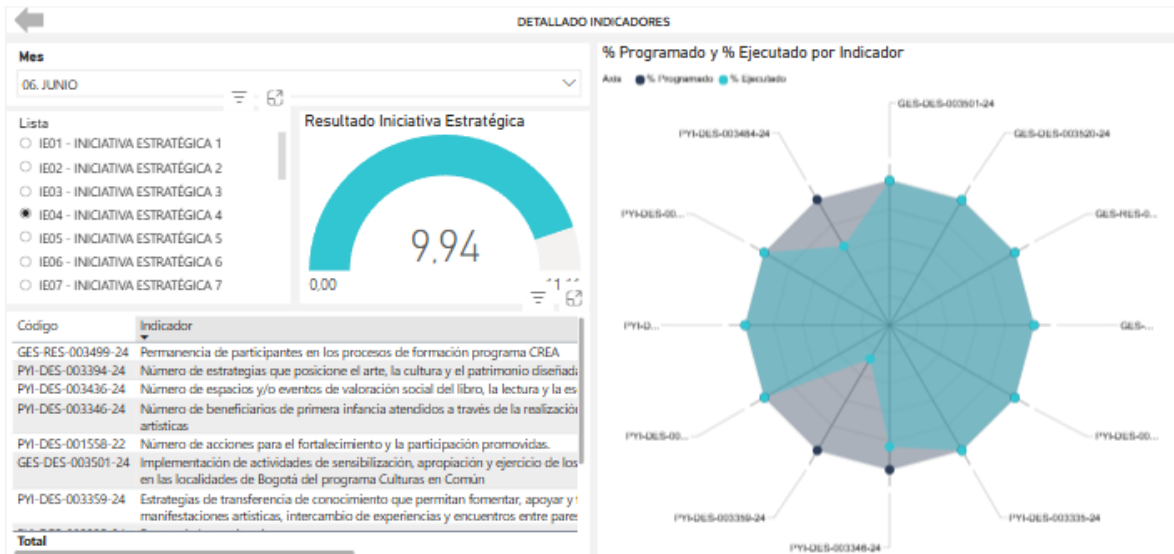 DETALLADO INDICADORES
Mes
06. JUNIO
Lista
IE01 - INICIATIVA ESTRATÉGICA 1
IE02 - INICIATIVA ESTRATÉGICA 2
IE03 - INICIATIVA ESTRATÉGICA 3
IE04 - INICIATIVA ESTRATÉGICA 4
IE05 - INICIATIVA ESTRATÉGICA 5
IE06 - INICIATIVA ESTRATÉGICA 6
IE07 - INICIATIVA ESTRATÉGICA 7
Resultado Iniciativa Estratégica
9,94
0,00
Código Indicador
GES-RES-003499-24 Permanencia de participantes en los procesos de formación programa CREA
PYI-DES-003394-24 Número de estrategias que posicione el arte, la cultura y el patrimonio diseñad
PYI-DES-003436-24 Número de espacios y/o eventos de valoración social del libro, la lectura y la es
PYI-DES-003346-24 Número de beneficiarios de primera infancia atendidos a través de la realizació
artísticas
PYI-DES-001558-22 Número de acciones para el fortalecimiento y la participación promovidas.
GES-DES-003501-24 Implementación de actividades de sensibilización, apropiación y ejercicio de los
en las localidades de Bogotá del programa Culturas en Común
PYI-DES-003359-24 Estrategias de transferencia de conocimiento que permitan fomentar, apoyar y
manifestaciones artísticas, intercambio de experiencias y encuentros entre pares
Total
% Programado y % Ejecutado por Indicador
Axis % Programado % Ejecutado
GES-DES-003501-24
PYI-DES-003484-24
GES-DES-003520-24
PYI-DES-00...
GES-RES-0...
PYI-D...
GES-...
PYI-DES-00...
PYI-DES-00...
PYI-DES-003359-24
PYI-DES-003335-24
PYI-DES-003346-24